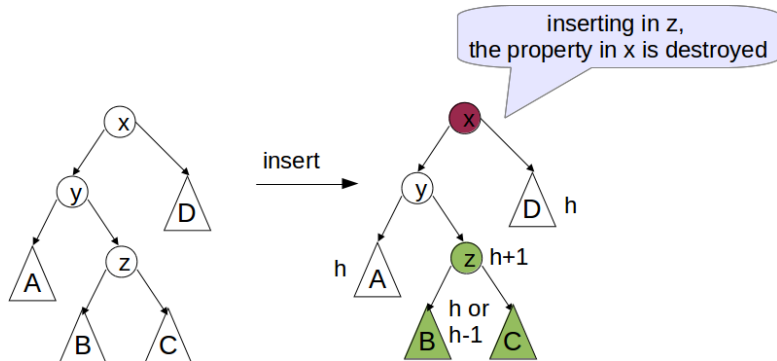 inserting in z,
the property in x is destroyed
x
y
D
A
z
B
C
insert
x
y
D
h
h
A
z
h+1
h or
h-1
B
C